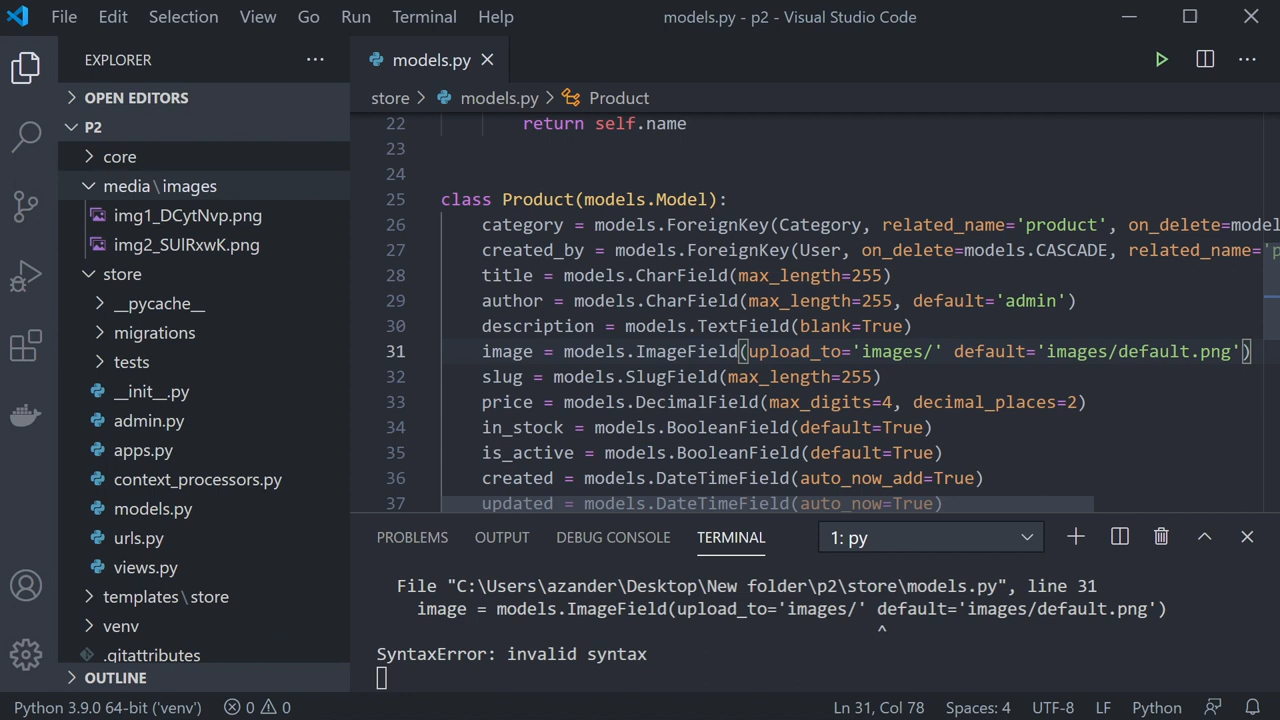 File Edit Selection View Go Run Terminal Help models.py - p2 - Visual Studio Code
EXPLORER
OPEN EDITORS
P2
core
media\images
img1_DCytNvp.png
img2_SUlRxwK.png
store
__pycache__
migrations
tests
__init__.py
admin.py
apps.py
context_processors.py
models.py
urls.py
views.py
templates\store
venv
.gitattributes
OUTLINE
models.py
store > models.py > Product
22 return self.name
23
24
25 class Product(models.Model):
26 category = models.ForeignKey(Category, related_name='product', on_delete=model
27 created_by = models.ForeignKey(User, on_delete=models.CASCADE, related_name='p
28 title = models.CharField(max_length=255)
29 author = models.CharField(max_length=255, default='admin')
30 description = models.TextField(blank=True)
31 image = models.ImageField(upload_to='images/' default='images/default.png')
32 slug = models.SlugField(max_length=255)
33 price = models.DecimalField(max_digits=4, decimal_places=2)
34 in_stock = models.BooleanField(default=True)
35 is_active = models.BooleanField(default=True)
36 created = models.DateTimeField(auto_now_add=True)
37 updated = models.DateTimeField(auto_now=True)
PROBLEMS OUTPUT DEBUG CONSOLE TERMINAL 1: py
File "C:\Users\azander\Desktop\New folder\p2\store\models.py", line 31
image = models.ImageField(upload_to='images/' default='images/default.png')
^
SyntaxError: invalid syntax
Python 3.9.0 64-bit ('venv') 0 0 Ln 31, Col 78 Spaces: 4 UTF-8 LF Python